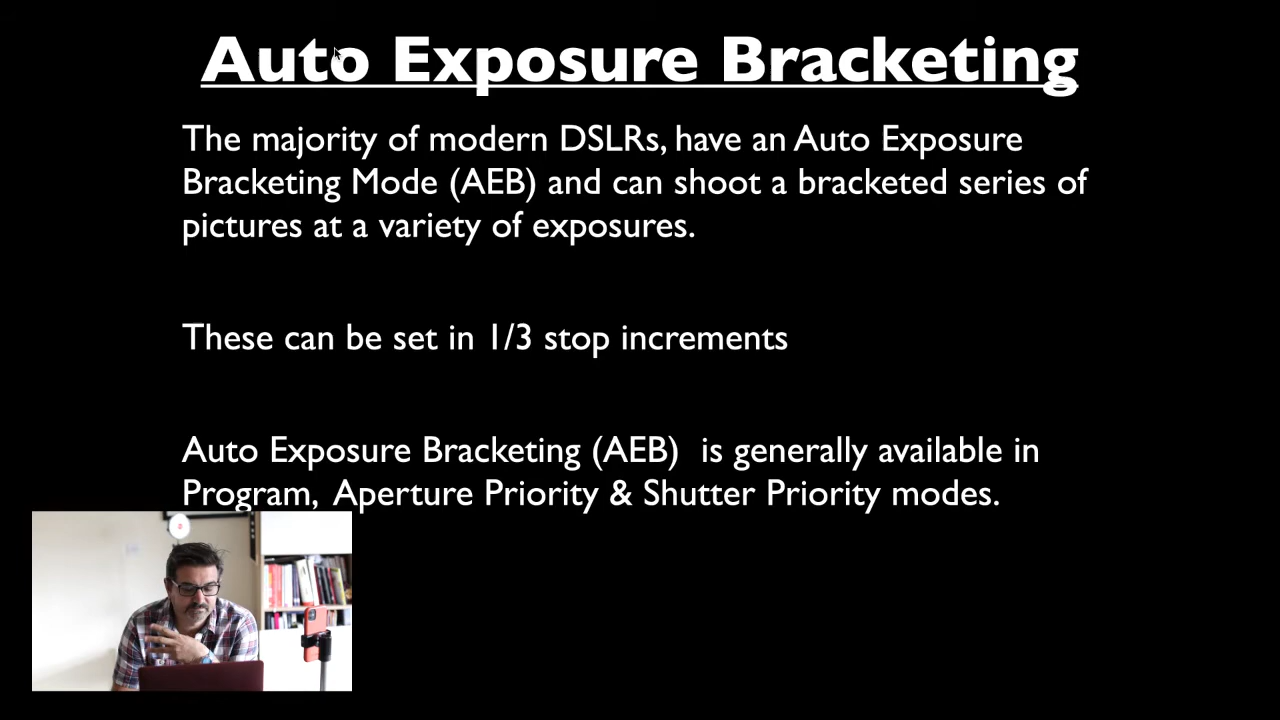 Auto Exposure Bracketing
The majority of modern DSLRs, have an Auto Exposure
Bracketing Mode (AEB) and can shoot a bracketed series of
pictures at a variety of exposures.
These can be set in 1/3 stop increments
Auto Exposure Bracketing (AEB) is generally available in
Program, Aperture Priority & Shutter Priority modes.